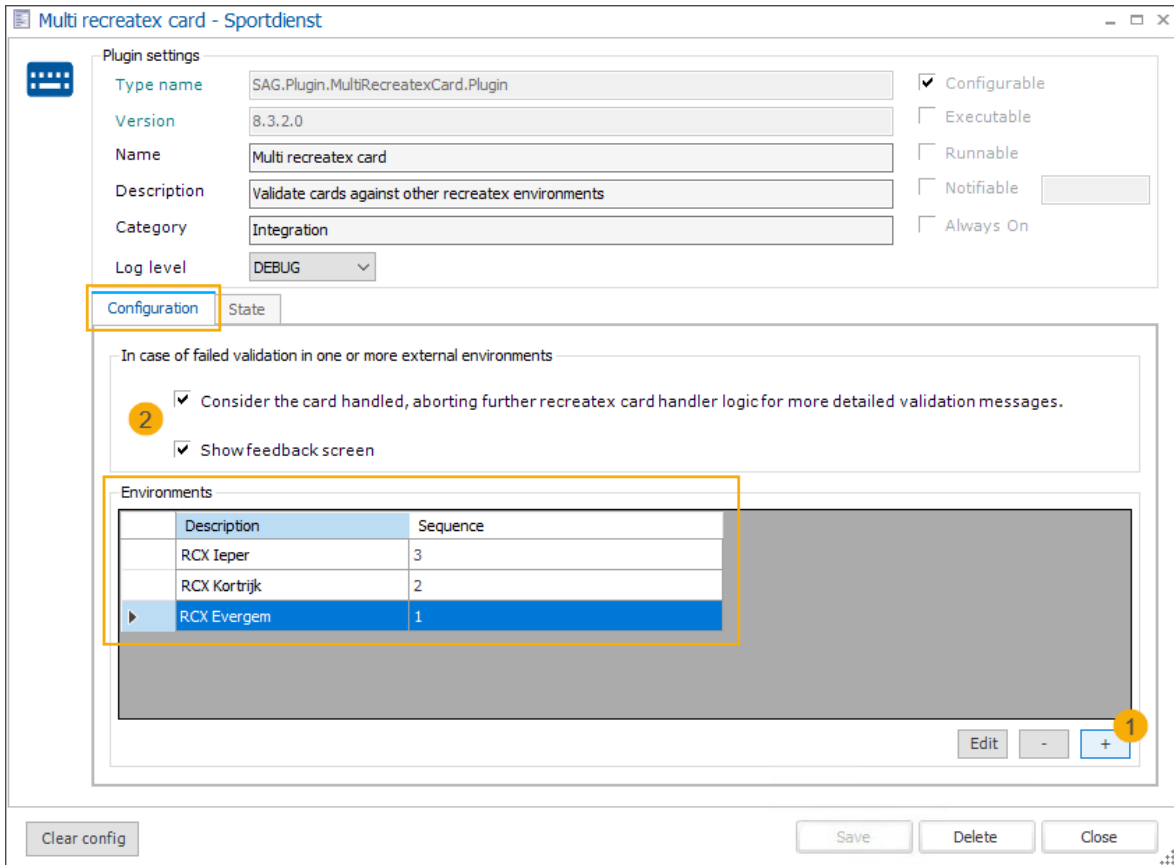 Multi recreatex card - Sportdienst
Plugin settings
Type name SAG.Plugin.MultiRecreatexCard.Plugin Configurable
Version 8.3.2.0 Executable
Name Multi recreatex card Runnable
Description Validate cards against other recreatex environments Notifiable
Category Integration Always On
Log level DEBUG
Configuration State
In case of failed validation in one or more external environments
Consider the card handled, aborting further recreatex card handler logic for more detailed validation messages.
2
Show feedback screen
Environments
Description Sequence
RCX Ieper 3
RCX Kortrijk 2
RCX Evergem 1
1
Edit - +
Clear config Save Delete Close